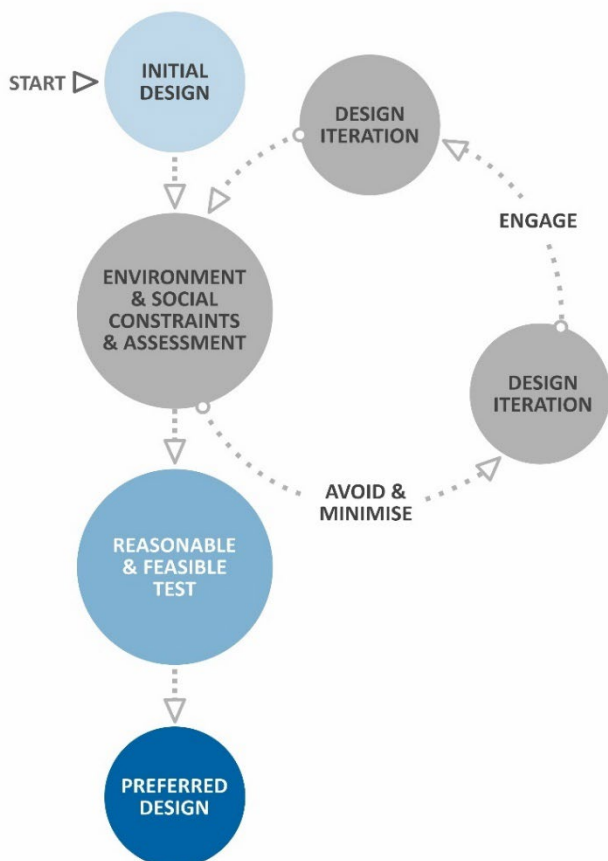 START
INITIAL
DESIGN
DESIGN
ITERATION
ENGAGE
ENVIRONMENT
& SOCIAL
CONSTRAINTS
& ASSESSMENT
DESIGN
ITERATION
AVOID &
MINIMISE
REASONABLE
& FEASIBLE
TEST
PREFERRED
DESIGN